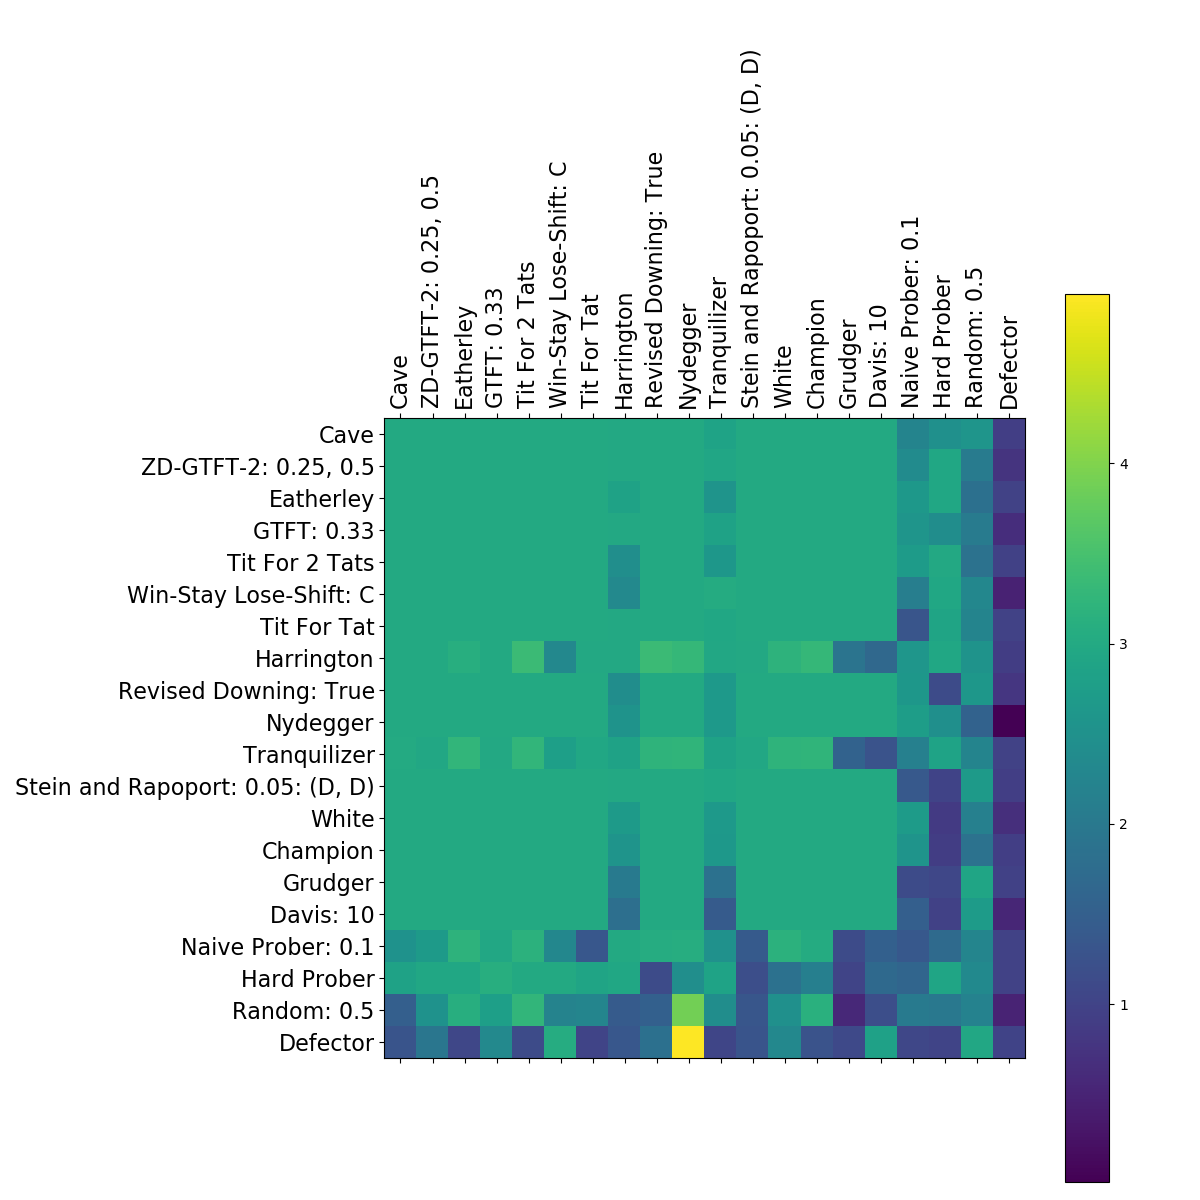 Cave
ZD-GTFT-2: 0.25, 0.5
Eatherley
GTFT: 0.33
Tit For 2 Tats
Win-Stay Lose-Shift: C
Tit For Tat
Harrington
Revised Downing: True
Nydegger
Tranquilizer
Stein and Rapoport: 0.05: (D, D)
White
Champion
Grudger
Davis: 10
Naive Prober: 0.1
Hard Prober
Random: 0.5
Defector
Cave
ZD-GTFT-2: 0.25, 0.5
Eatherley
GTFT: 0.33
Tit For 2 Tats
Win-Stay Lose-Shift: C
Tit For Tat
Harrington
Revised Downing: True
Nydegger
Tranquilizer
Stein and Rapoport: 0.05: (D, D)
White
Champion
Grudger
Davis: 10
Naive Prober: 0.1
Hard Prober
Random: 0.5
Defector
4
3
2
1